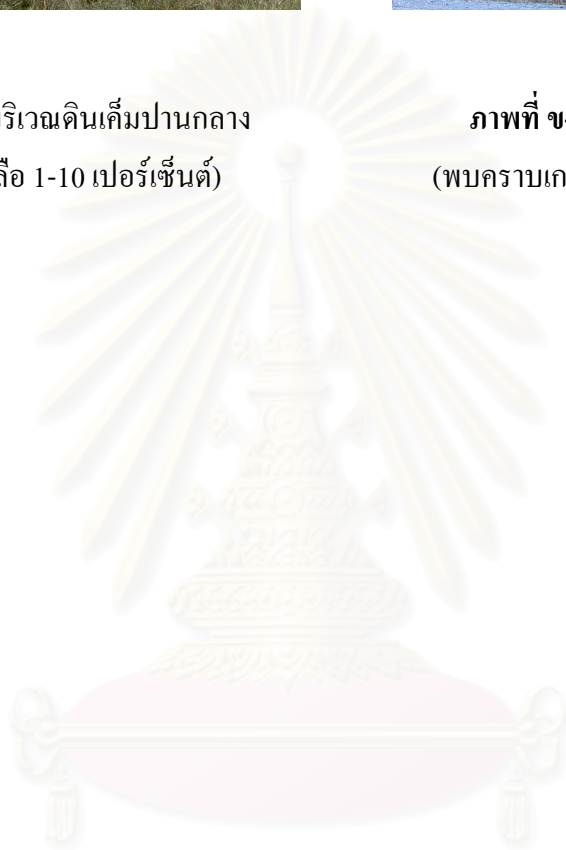 ริเวณดินเค็มปานกลาง
ลือ 1-10 เปอร์เซ็นต์)
ภาพที่ ข
(พบคราบเก